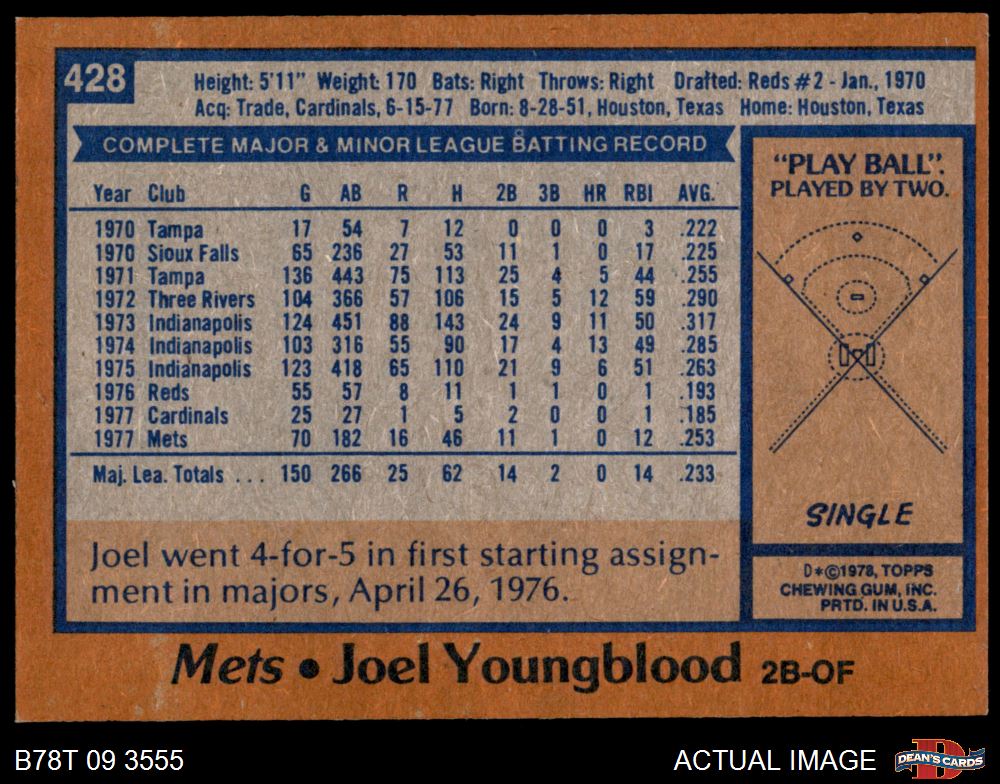 428
Height: 5'11" Weight: 170 Bats: Right Throws: Right Drafted: Reds #2 - Jan., 1970
Acq: Trade, Cardinals, 6-15-77 Born: 8-28-51, Houston, Texas Home: Houston, Texas
COMPLETE MAJOR & MINOR LEAGUE BATTING RECORD
Year Club G AB R H 2B 3B HR RBI AVG.
1970 Tampa 17 54 7 12 0 0 0 3 .222
1970 Sioux Falls 65 236 27 53 11 1 0 17 .225
1971 Tampa 136 443 75 113 25 4 5 44 .255
1972 Three Rivers 104 366 57 106 15 5 12 59 .290
1973 Indianapolis 124 451 88 143 24 9 11 50 .317
1974 Indianapolis 103 316 55 90 17 4 13 49 .285
1975 Indianapolis 123 418 65 110 21 9 6 51 .263
1976 Reds 55 57 8 11 1 1 0 1 .193
1977 Cardinals 25 27 1 5 2 0 0 1 .185
1977 Mets 70 182 16 46 11 1 0 12 .253
Maj. Lea. Totals ... 150 266 25 62 14 2 0 14 .233
Joel went 4-for-5 in first starting assign-
ment in majors, April 26, 1976.
"PLAY BALL".
PLAYED BY TWO.
SINGLE
D*©1978, TOPPS
CHEWING GUM, INC.
PRTD. IN U.S.A.
Mets • Joel Youngblood 2B-OF
B78T 09 3555
ACTUAL IMAGE
DEAN'S CARDS